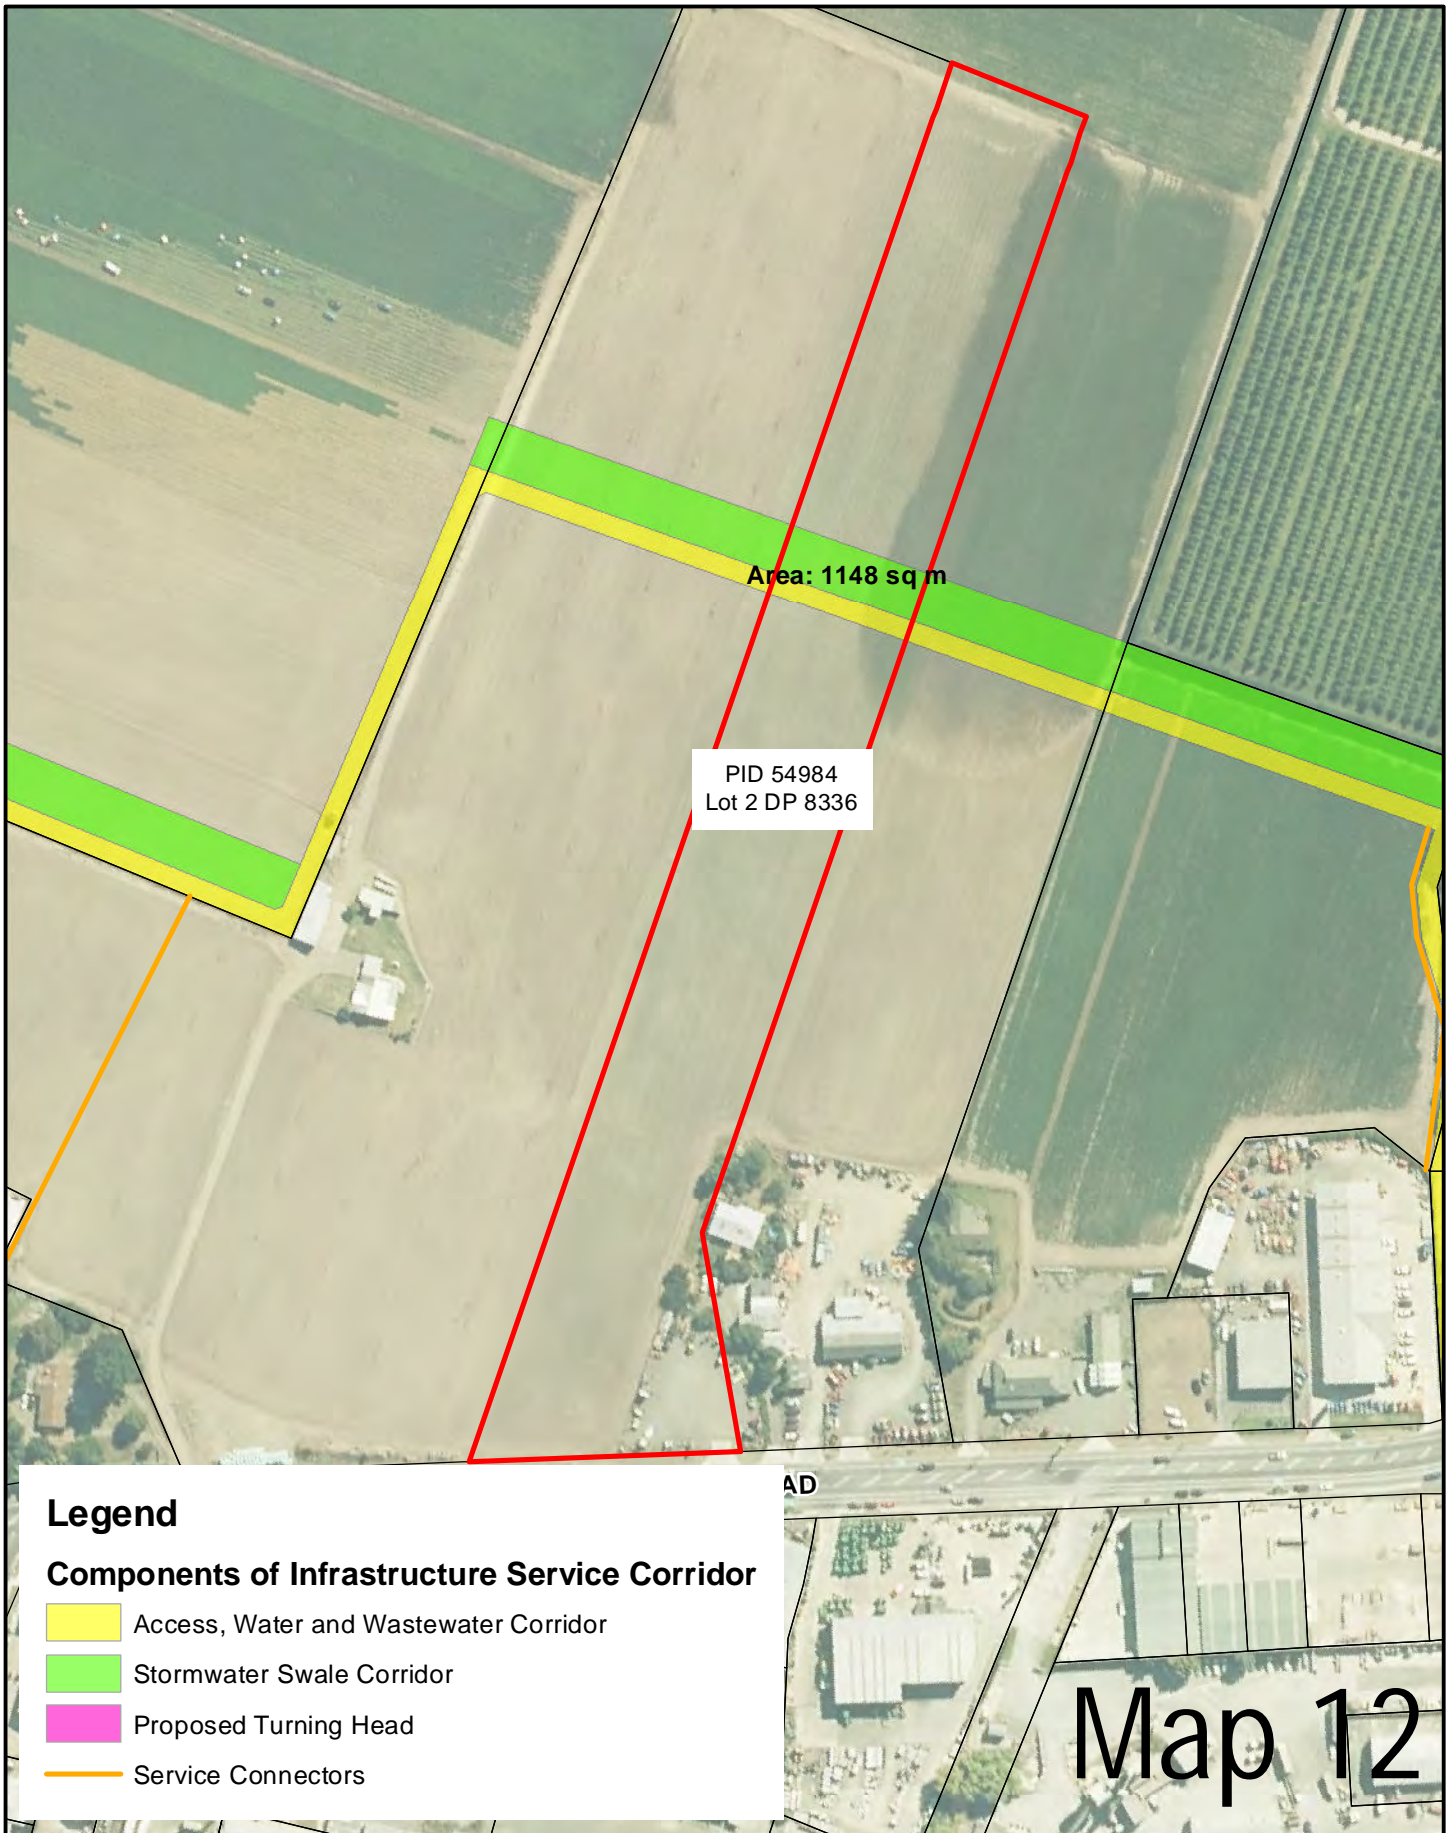 Area: 1148 sq m
PID 54984
Lot 2 DP 8336
AD
Legend
Components of Infrastructure Service Corridor
Access, Water and Wastewater Corridor
Stormwater Swale Corridor
Proposed Turning Head
Service Connectors
Map 12